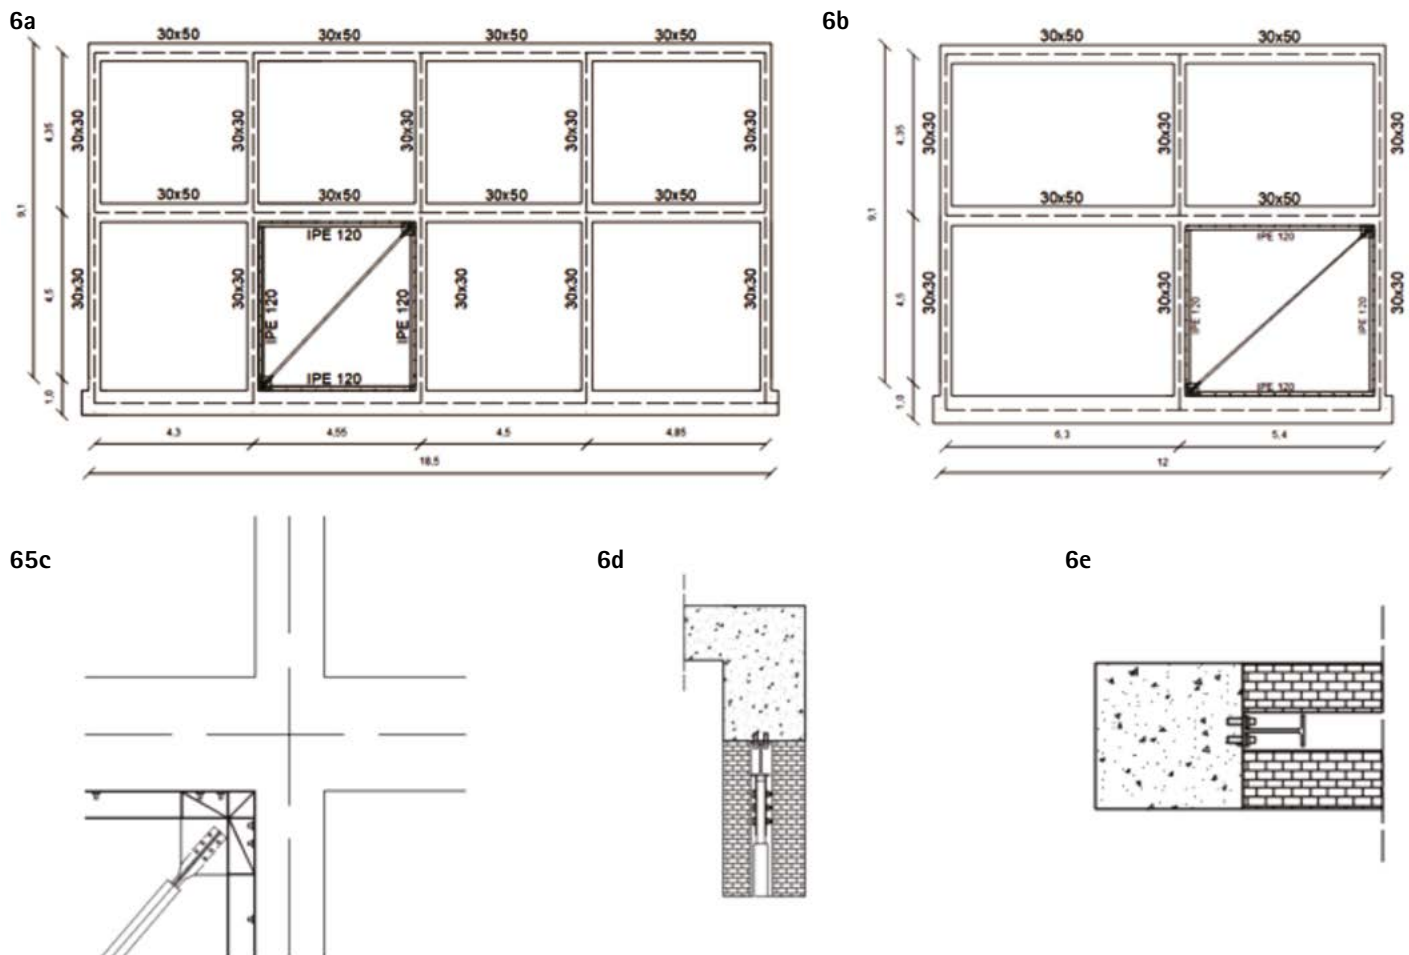 6a
30x50 30x50 30x50 30x50
4,35 30x30 30x30 30x30 30x30 30x30
30x50 30x50 30x50 30x50
9,1
IPE 120
4,5 30x30 30x30 IPE 120 IPE 120 30x30 30x30 30x30
IPE 120
1,0
4,3 4,55 4,5 4,85
18,5
6b
30x50 30x50
4,35 30x30 30x30 30x30
30x50 30x50
9,1
IPE 120
4,5 30x30 30x30 IPE 120 IPE 120 30x30
IPE 120
1,0
6,3 5,4
12
65c
6d
6e